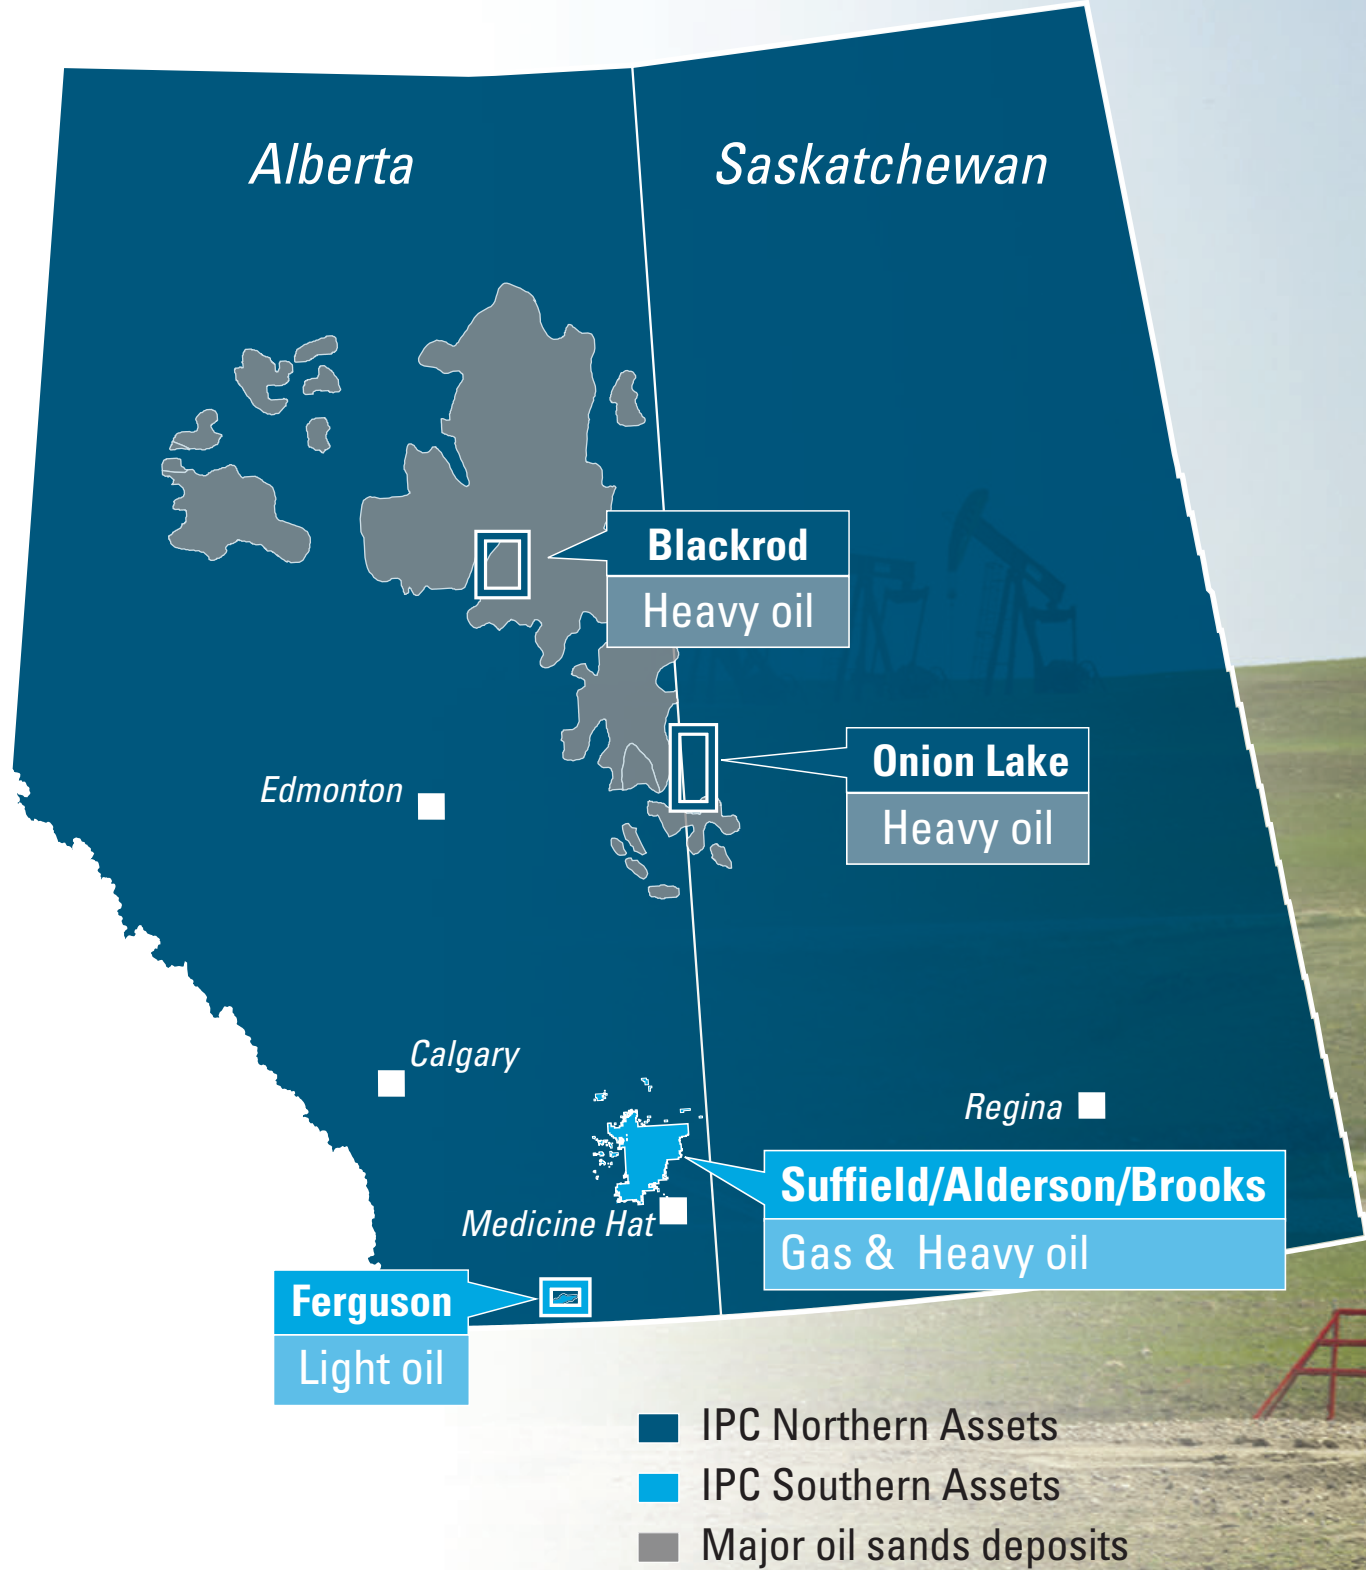 Alberta
Saskatchewan
Blackrod
Heavy oil
Onion Lake
Heavy oil
Edmonton
Calgary
Regina
Suffield/Alderson/Brooks
Gas & Heavy oil
Medicine Hat
Ferguson
Light oil
IPC Northern Assets
IPC Southern Assets
Major oil sands deposits